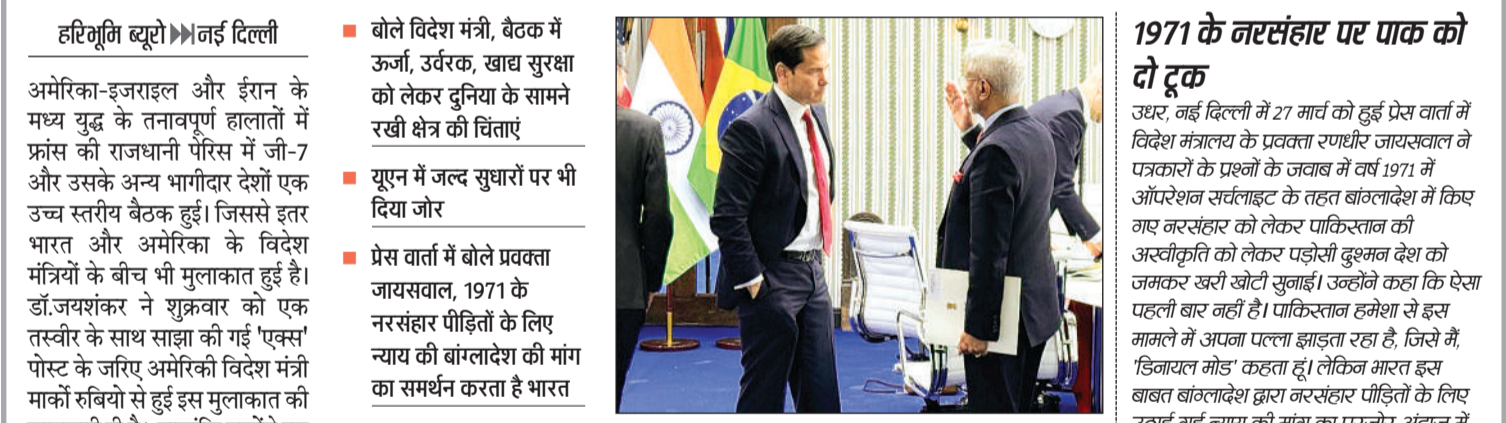 हरिभूमि ब्यूरो नई दिल्ली
अमेरिका-इजराइल और ईरान के
मध्य युद्ध के तनावपूर्ण हालातों में
फ्रांस की राजधानी पेरिस में जी-7
और उसके अन्य भागीदार देशों एक
उच्च स्तरीय बैठक हुई। जिससे इतर
भारत और अमेरिका के विदेश
मंत्रियों के बीच भी मुलाकात हुई है।
डॉ.जयशंकर ने शुक्रवार को एक
तस्वीर के साथ साझा की गई 'एक्स'
पोस्ट के जरिए अमेरिकी विदेश मंत्री
मार्को रुबियो से हुई इस मुलाकात की
बोले विदेश मंत्री, बैठक में
ऊर्जा, उर्वरक, खाद्य सुरक्षा
को लेकर दुनिया के सामने
रखी क्षेत्र की चिंताएं
यूएन में जल्द सुधारों पर भी
दिया जोर
प्रेस वार्ता में बोले प्रवक्ता
जायसवाल, 1971 के
नरसंहार पीड़ितों के लिए
न्याय की बांग्लादेश की मांग
का समर्थन करता है भारत
1971 के नरसंहार पर पाक को
दो टूक
उधर, नई दिल्ली में 27 मार्च को हुई प्रेस वार्ता में
विदेश मंत्रालय के प्रवक्ता रणधीर जायसवाल ने
पत्रकारों के प्रश्नों के जवाब में वर्ष 1971 में
ऑपरेशन सर्चलाइट के तहत बांग्लादेश में किए
गए नरसंहार को लेकर पाकिस्तान की
अस्वीकृति को लेकर पड़ोसी दुश्मन देश को
जमकर खरी खोटी सुनाई। उन्होंने कहा कि ऐसा
पहली बार नहीं है। पाकिस्तान हमेशा से इस
मामले में अपना पल्ला झाड़ता रहा है, जिसे मैं,
'डिनायल मोड' कहता हूं। लेकिन भारत इस
बाबत बांग्लादेश द्वारा नरसंहार पीड़ितों के लिए